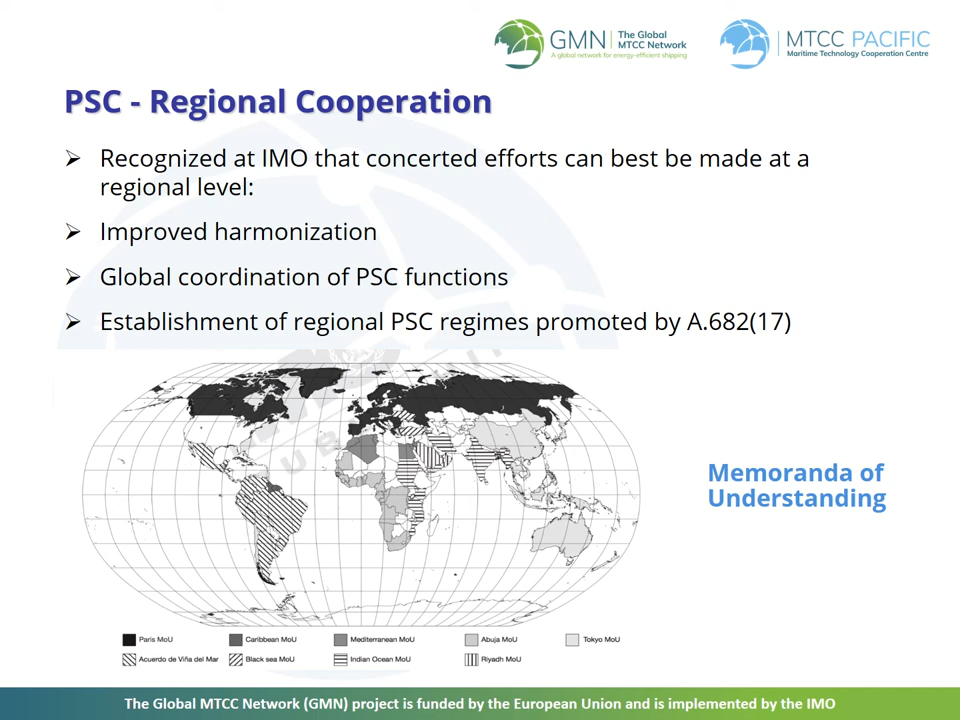 GMN
The Global
MTCC Network
A global network for energy-efficient shipping
MTCC PACIFIC
Maritime Technology Cooperation Centre
PSC - Regional Cooperation
Recognized at IMO that concerted efforts can best be made at a
regional level:
Improved harmonization
Global coordination of PSC functions
Establishment of regional PSC regimes promoted by A.682(17)
Memoranda of
Understanding
Paris MoU
Caribbean MoU
Mediterranean MoU
Abuja MoU
Tokyo MoU
Acuerdo de Viña del Mar
Black sea MoU
Indian Ocean MoU
Riyadh MoU
The Global MTCC Network (GMN) project is funded by the European Union and is implemented by the IMO